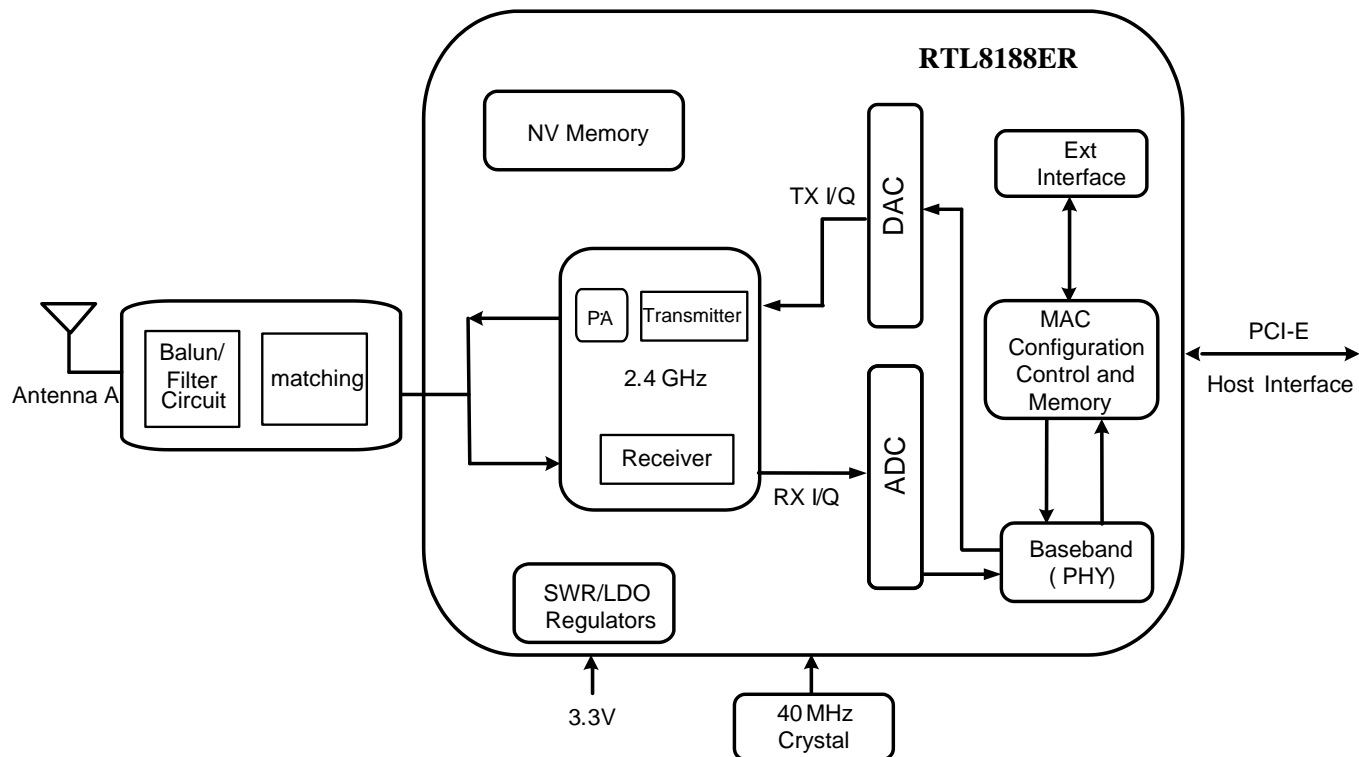 RTL8188ER
NV Memory
Ext
Interface
DAC
TX I/Q
PA
Transmitter
2.4 GHz
Receiver
MAC
Configuration
Control and
Memory
PCI-E
Host Interface
Balun/
Filter
Circuit
matching
Antenna A
ADC
RX I/Q
Baseband
( PHY)
SWR/LDO
Regulators
3.3V
40 MHz
Crystal